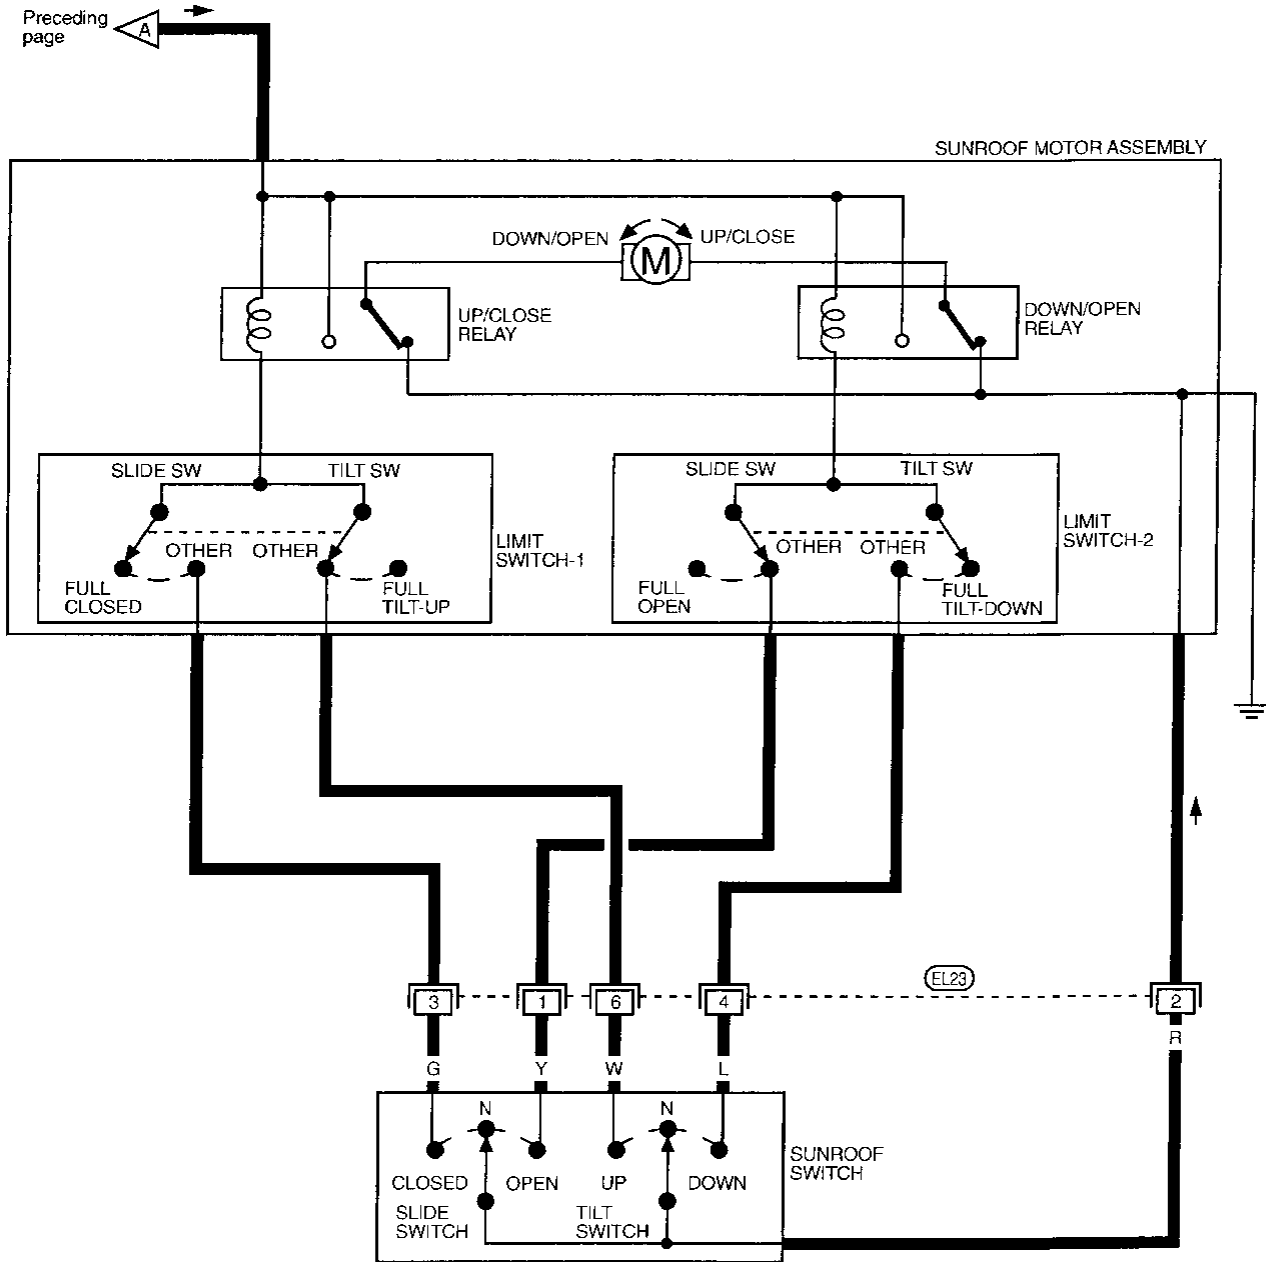 Preceding
page
A
SUNROOF MOTOR ASSEMBLY
DOWN/OPEN
M
UP/CLOSE
UP/CLOSE
RELAY
DOWN/OPEN
RELAY
SLIDE SW
TILT SW
OTHER
OTHER
FULL
CLOSED
FULL
TILT-UP
LIMIT
SWITCH-1
SLIDE SW
TILT SW
OTHER
OTHER
FULL
OPEN
FULL
TILT-DOWN
LIMIT
SWITCH-2
EL23
3
1
6
4
2
G
Y
W
L
R
N
N
CLOSED
OPEN
UP
DOWN
SLIDE
SWITCH
TILT
SWITCH
SUNROOF
SWITCH